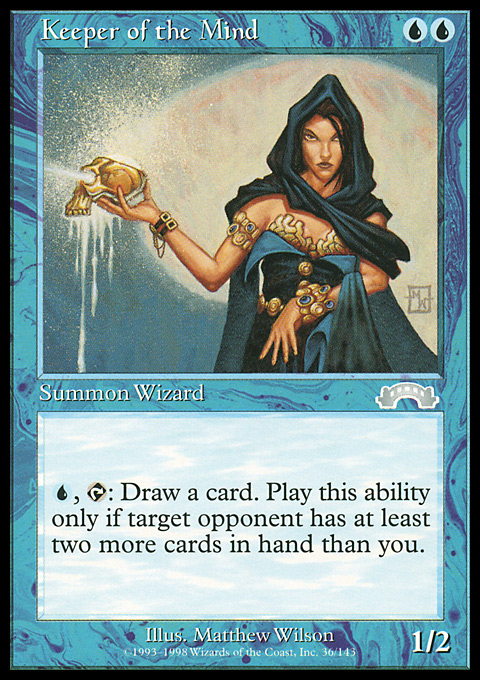 Keeper of the Mind
Summon Wizard
, : Draw a card. Play this ability
only if target opponent has at least
two more cards in hand than you.
Illus. Matthew Wilson
©1993–1998 Wizards of the Coast, Inc. 36/143
1/2